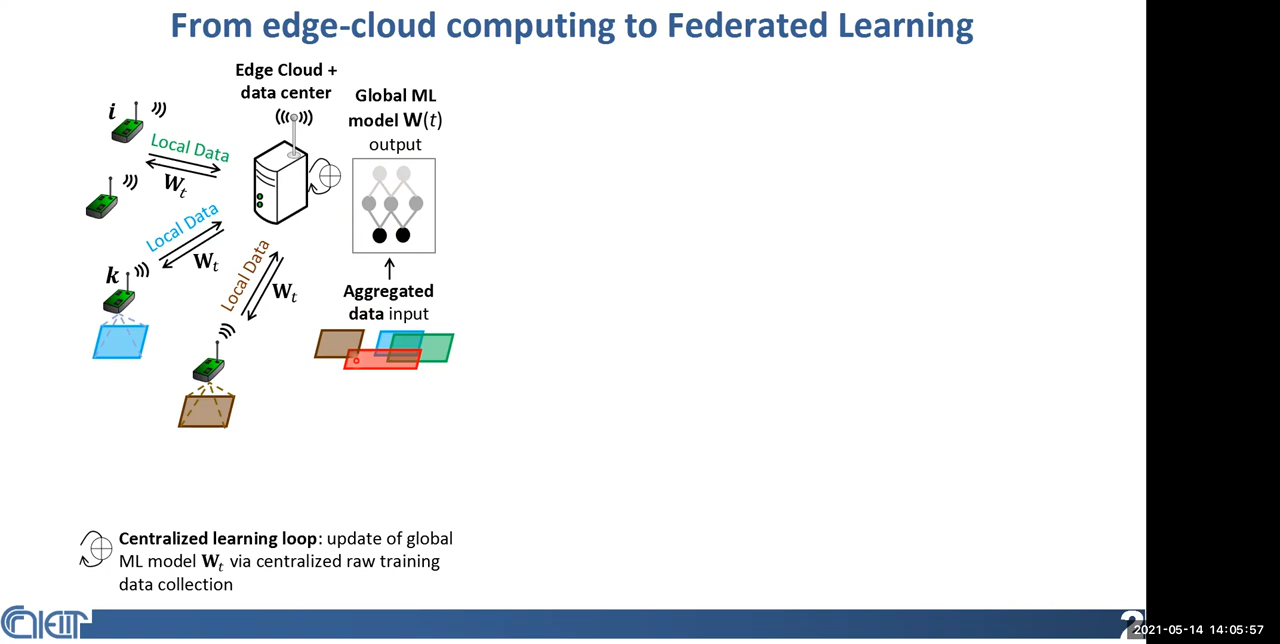 From edge-cloud computing to Federated Learning
Edge Cloud +
data center
Global ML
model W(t)
output
i
Local Data
W_t
Local Data
W_t
k
Local Data
W_t
Aggregated
data input
Centralized learning loop: update of global
ML model W_t via centralized raw training
data collection
2
2021-05-14 14:05:57